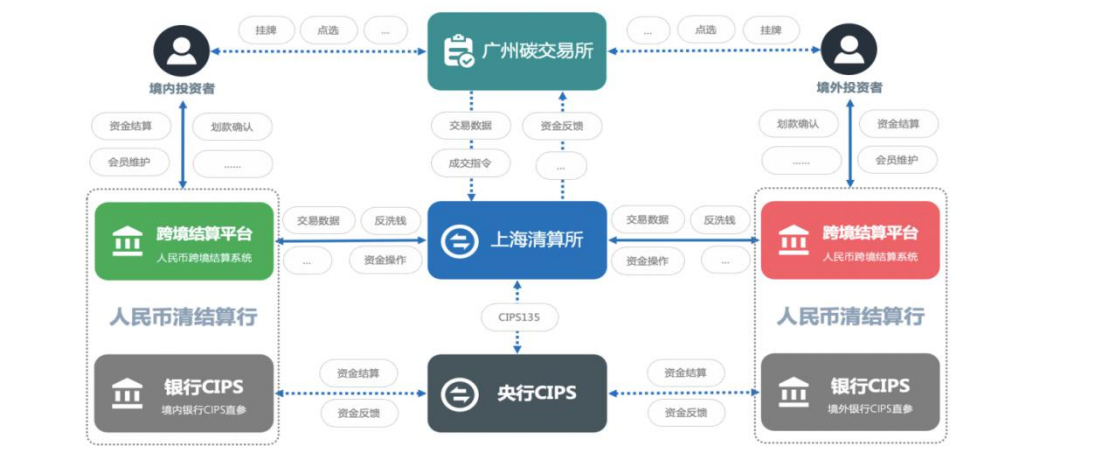 挂牌
点选
...
广州碳交易所
...
点选
挂牌
境内投资者
境外投资者
资金结算
划款确认
会员维护
......
交易数据
资金反馈
成交指令
...
划款确认
资金结算
......
会员维护
跨境结算平台
人民币跨境结算系统
交易数据
反洗钱
...
资金操作
上海清算所
交易数据
反洗钱
资金操作
...
跨境结算平台
人民币跨境结算系统
人民币清结算行
CIPS135
人民币清结算行
银行CIPS
境内银行CIPS直参
资金结算
资金反馈
央行CIPS
资金结算
资金反馈
银行CIPS
境外银行CIPS直参